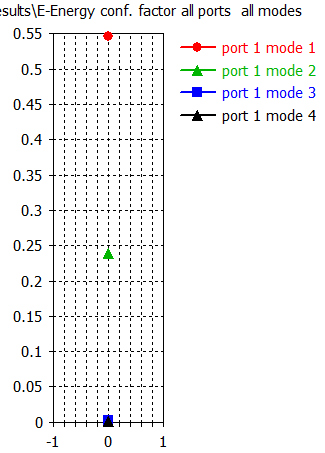 esults\E-Energy conf. factor all ports all modes
0.55
port 1 mode 1
0.5
port 1 mode 2
0.45
port 1 mode 3
port 1 mode 4
0.4
0.35
0.3
0.25
0.2
0.15
0.1
0.05
0
-1 0 1